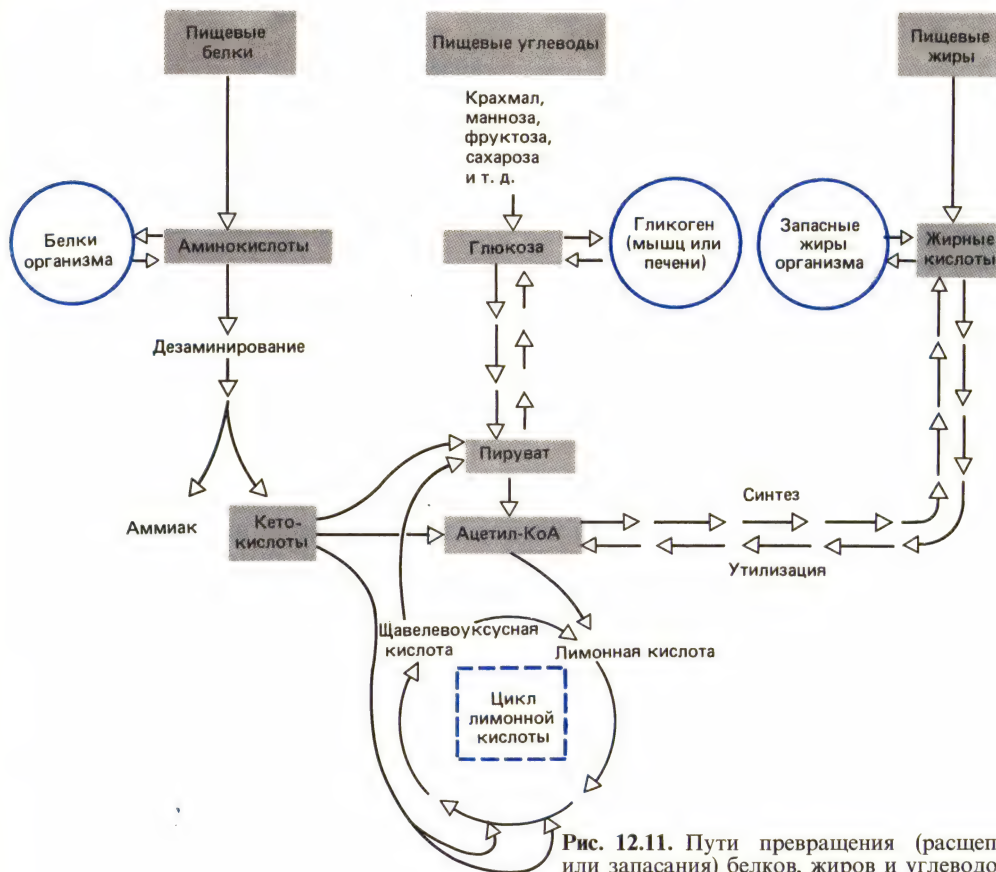 Пищевые
белки
Пищевые углеводы
Пищевые
жиры
Крахмал,
манноза,
фруктоза,
сахароза
и т. д.
Белки
организма
Аминокислоты
Глюкоза
Гликоген
(мышц или
печени)
Запасные
жиры
организма
Жирные
кислоты
Дезаминирование
Пируват
Аммиак
Кето-
кислоты
Ацетил-КоА
Синтез
Утилизация
Щавелевоуксусная
кислота
Лимонная кислота
Цикл
лимонной
кислоты
Рис. 12.11. Пути превращения (расщеп
или запасания) белков, жиров и углеводо